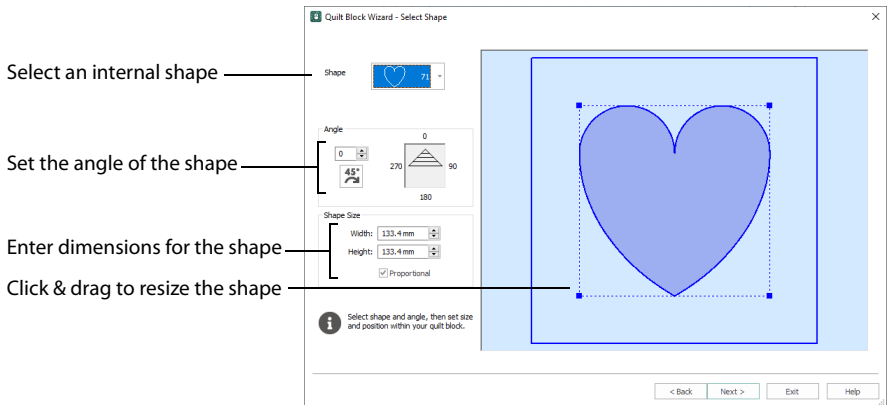 Quilt Block Wizard - Select Shape
Select an internal shape
Shape
71
Angle
0
0
45°
270
90
180
Set the angle of the shape
Shape Size
Width: 133.4 mm
Enter dimensions for the shape
Height: 133.4 mm
Proportional
Click & drag to resize the shape
Select shape and angle, then set size
and position within your quilt block.
< Back
Next >
Exit
Help